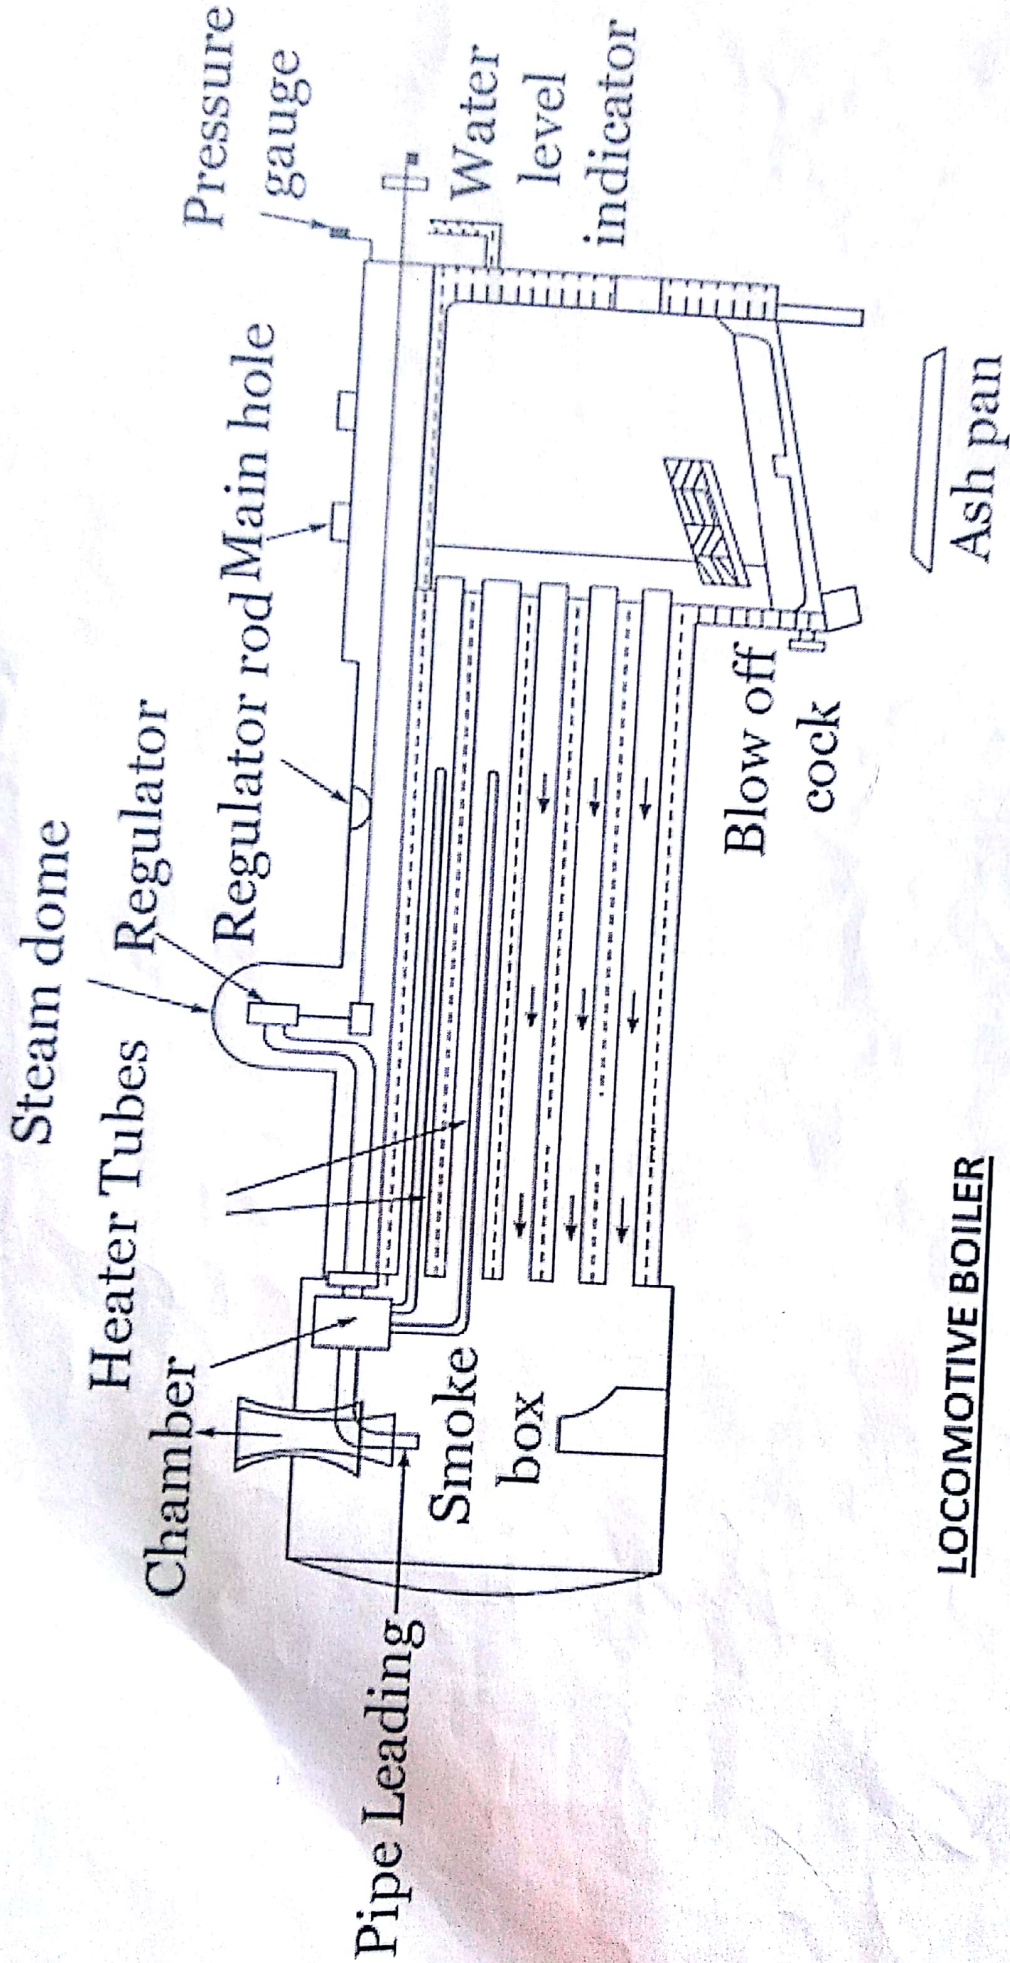 Steam dome
Regulator
Pressure
gauge
Heater Tubes
Regulator rod
Main hole
Chamber
Water
level
indicator
Pipe Leading
Smoke
box
Blow off
cock
Ash pan
LOCOMOTIVE BOILER